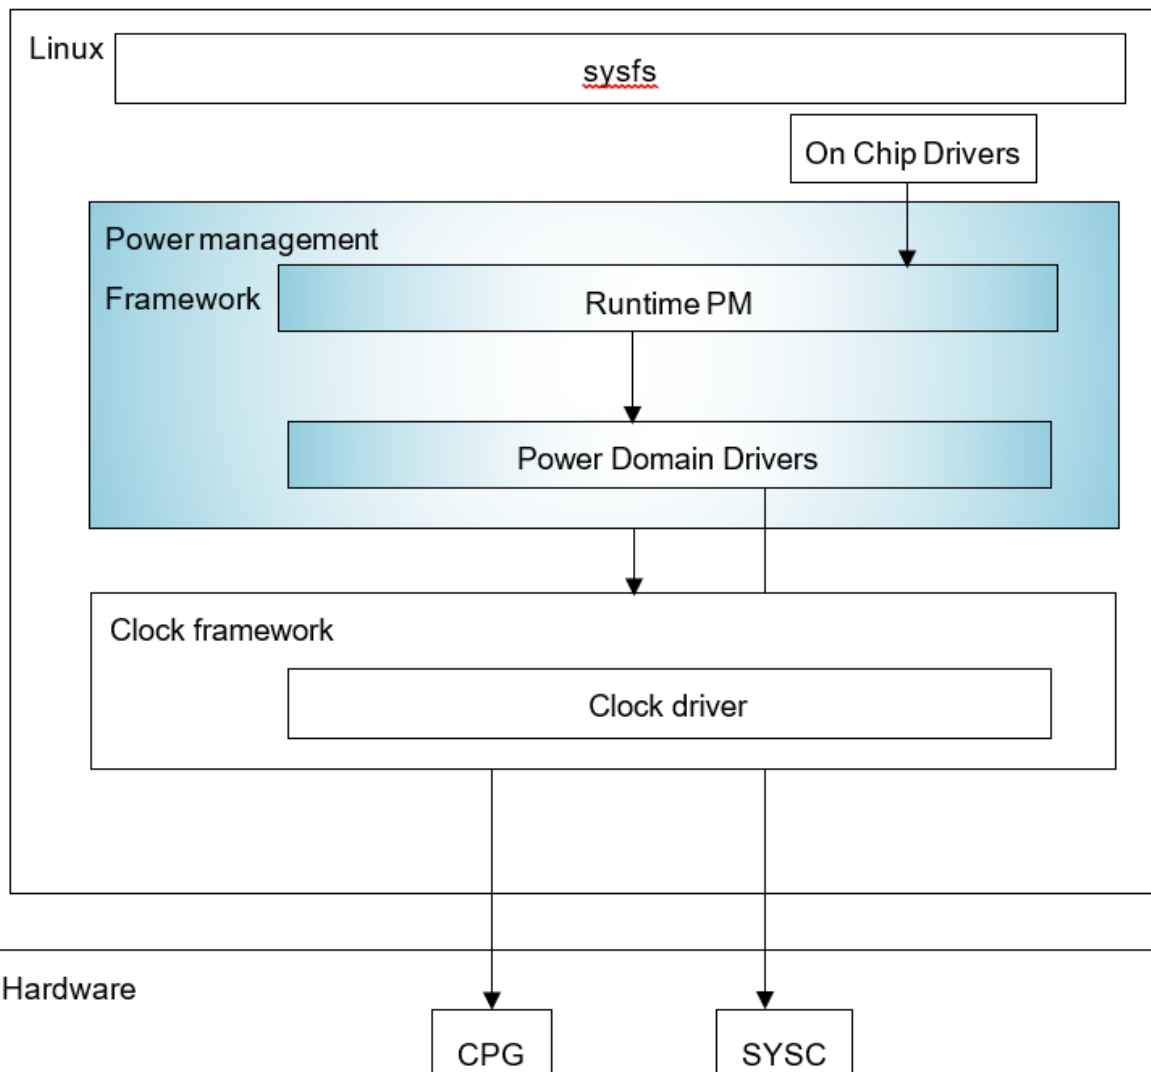 Linux
sysfs
On Chip Drivers
Power management
Framework
Runtime PM
Power Domain Drivers
Clock framework
Clock driver
Hardware
CPG
SYSC